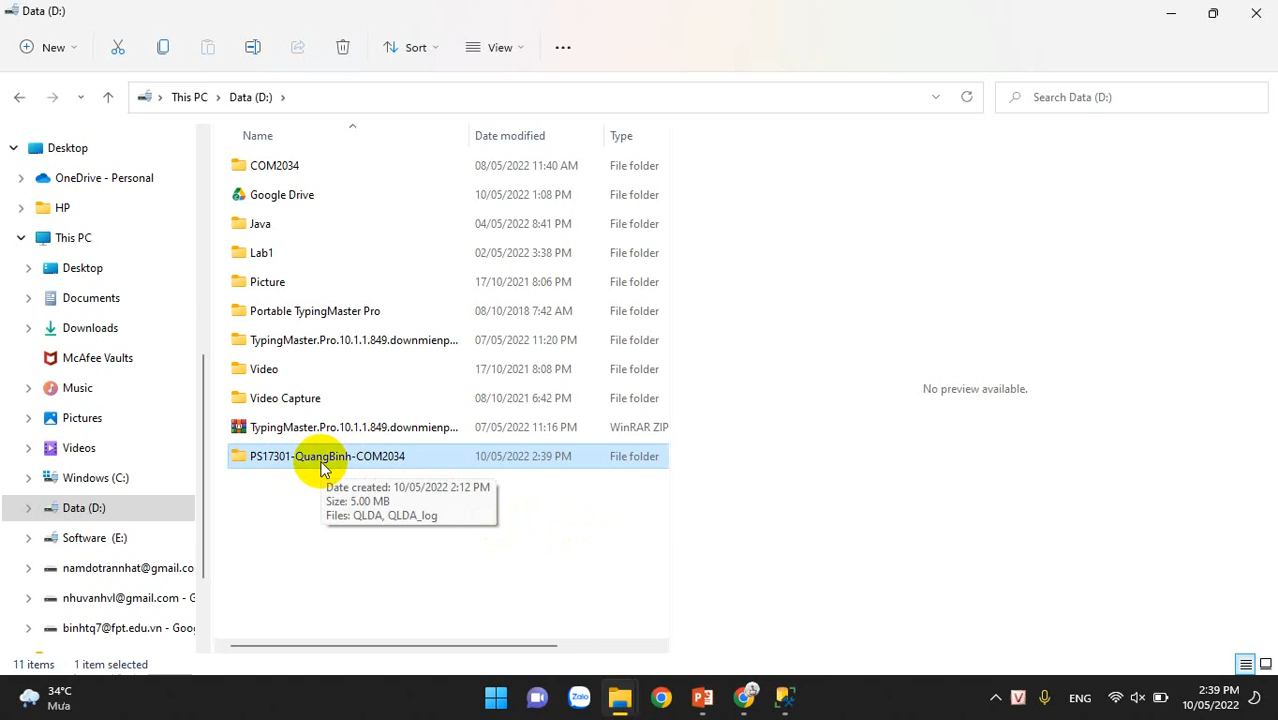 Data (D:)
New
Sort
View
This PC > Data (D:) >
Search Data (D:)
Desktop
OneDrive - Personal
HP
This PC
Desktop
Documents
Downloads
McAfee Vaults
Music
Pictures
Videos
Windows (C:)
Data (D:)
Software (E:)
namdotrannhat@gmail.co
nhuvanhvl@gmail.com - G
binhtq7@fpt.edu.vn - Goo
Name Date modified Type
COM2034 08/05/2022 11:40 AM File folder
Google Drive 10/05/2022 1:08 PM File folder
Java 04/05/2022 8:41 PM File folder
Lab1 02/05/2022 3:38 PM File folder
Picture 17/10/2021 8:06 PM File folder
Portable TypingMaster Pro 08/10/2018 7:42 AM File folder
TypingMaster.Pro.10.1.1.849.downmienp... 07/05/2022 11:20 PM File folder
Video 17/10/2021 8:08 PM File folder
Video Capture 08/10/2021 6:42 PM File folder
TypingMaster.Pro.10.1.1.849.downmienp... 07/05/2022 11:16 PM WinRAR ZIP
PS17301-QuangBinh-COM2034 10/05/2022 2:39 PM File folder
Date created: 10/05/2022 2:12 PM
Size: 5.00 MB
Files: QLDA, QLDA_log
No preview available.
11 items 1 item selected
34°C
Mưa
Zalo
V
ENG
2:39 PM
10/05/2022